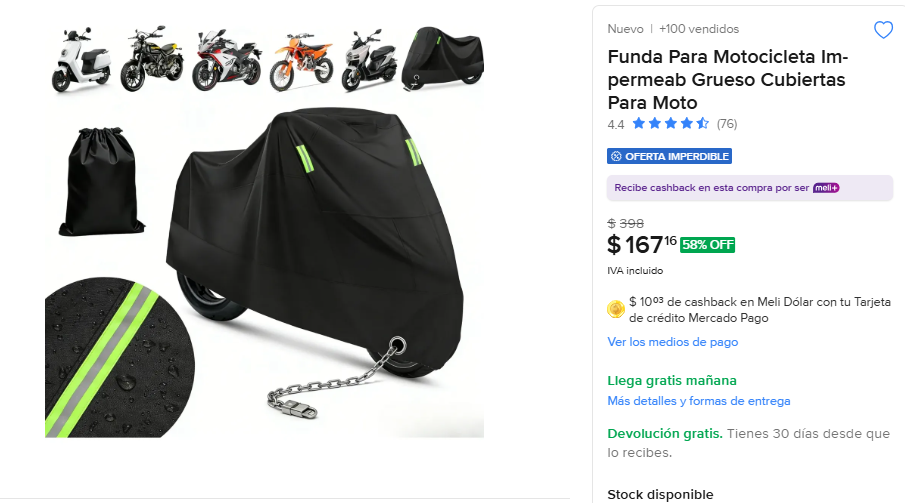 Nuevo | +100 vendidos
Funda Para Motocicleta Im-
permeab Grueso Cubiertas
Para Moto
4.4 (76)
OFERTA IMPERDIBLE
Recibe cashback en esta compra por ser meli+
$ 398
$ 167 16 58% OFF
IVA incluido
$ 10⁰³ de cashback en Meli Dólar con tu Tarjeta
de crédito Mercado Pago
Ver los medios de pago
Llega gratis mañana
Más detalles y formas de entrega
Devolución gratis. Tienes 30 días desde que
lo recibes.
Stock disponible